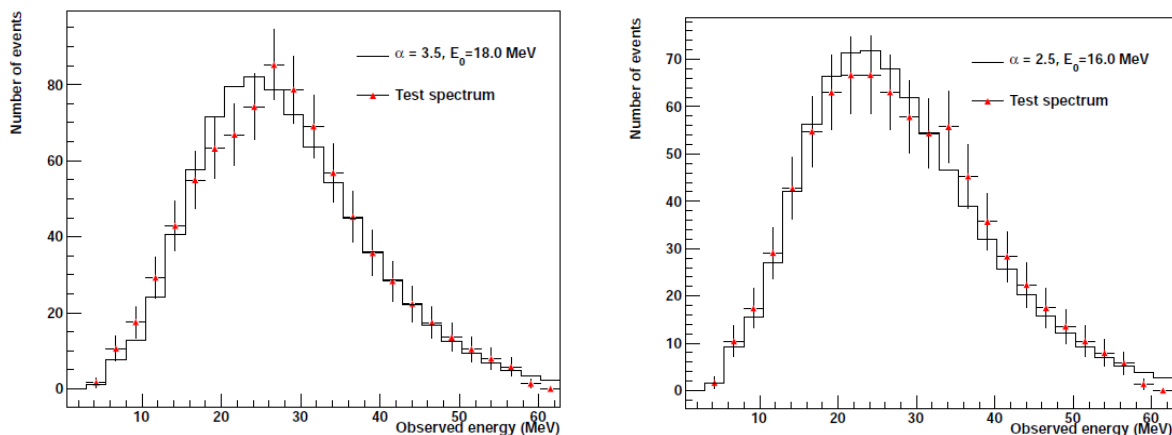 Number of events
α = 3.5, E0=18.0 MeV
Test spectrum
80
60
40
20
0
10 20 30 40 50 60
Observed energy (MeV)
Number of events
α = 2.5, E0=16.0 MeV
Test spectrum
70
60
50
40
30
20
10
0
10 20 30 40 50 60
Observed energy (MeV)